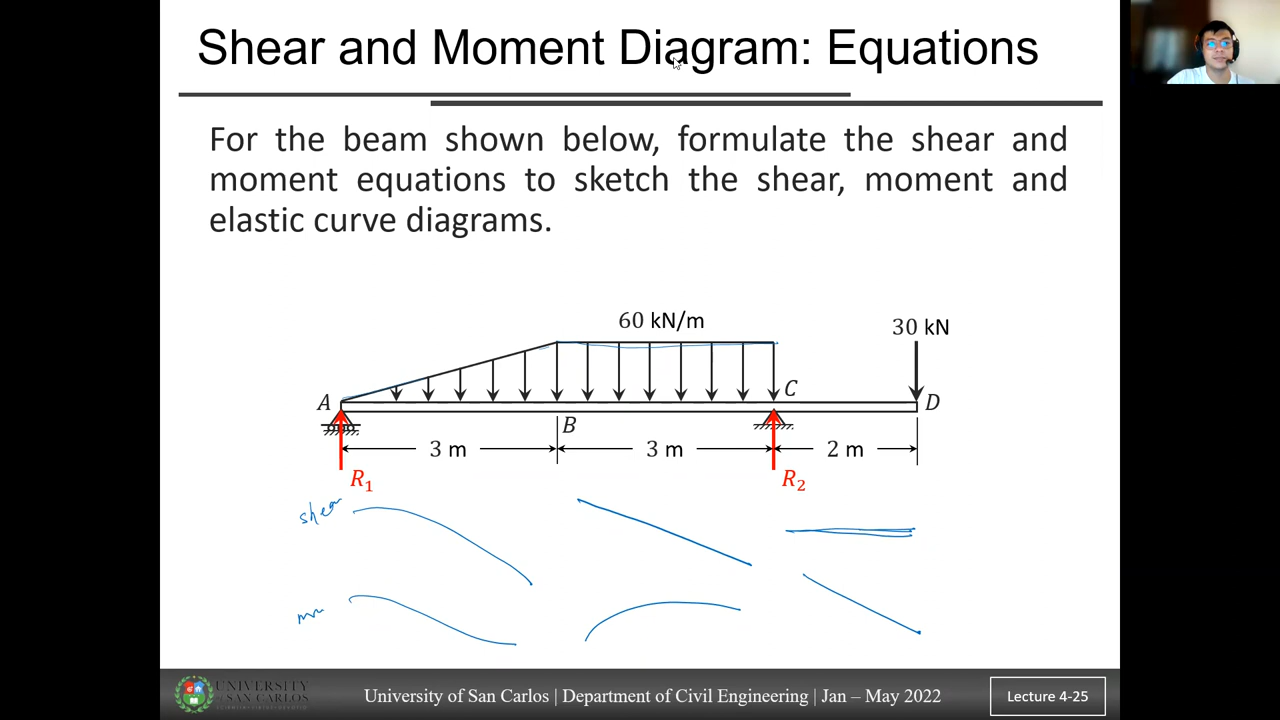 Shear and Moment Diagram: Equations
For the beam shown below, formulate the shear and
moment equations to sketch the shear, moment and
elastic curve diagrams.
60 kN/m
30 kN
A
C
D
B
3 m
3 m
2 m
R₁
R₂
shear
UNIVERSITY
OF SAN CARLOS
University of San Carlos | Department of Civil Engineering | Jan – May 2022
Lecture 4-25